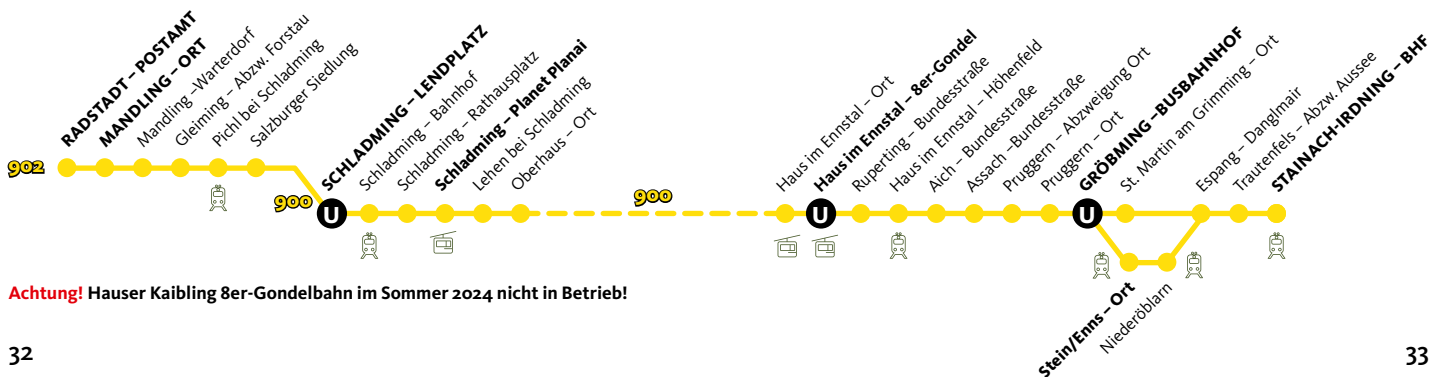 902
RADSTADT – POSTAMT
MANDLING – ORT
Mandling –Warterdorf
Gleiming – Abzw. Forstau
Pichl bei Schladming
Salzburger Siedlung
900
U
SCHLADMING – LENDPLATZ
Schladming – Bahnhof
Schladming – Rathausplatz
Schladming – Planet Planai
Lehen bei Schladming
Oberhaus – Ort
900
Haus im Ennstal – Ort
U
Haus im Ennstal – 8er-Gondel
Ruperting – Bundesstraße
Haus im Ennstal – Höhenfeld
Aich – Bundesstraße
Assach –Bundesstraße
Pruggern – Abzweigung Ort
Pruggern – Ort
U
GRÖBMING –BUSBAHNHOF
St. Martin am Grimming – Ort
Espang – Danglmair
Trautenfels – Abzw. Aussee
STAINACH-IRDNING – BHF
Stein/Enns – Ort
Niederöblarn
Achtung! Hauser Kaibling 8er-Gondelbahn im Sommer 2024 nicht in Betrieb!
32
33